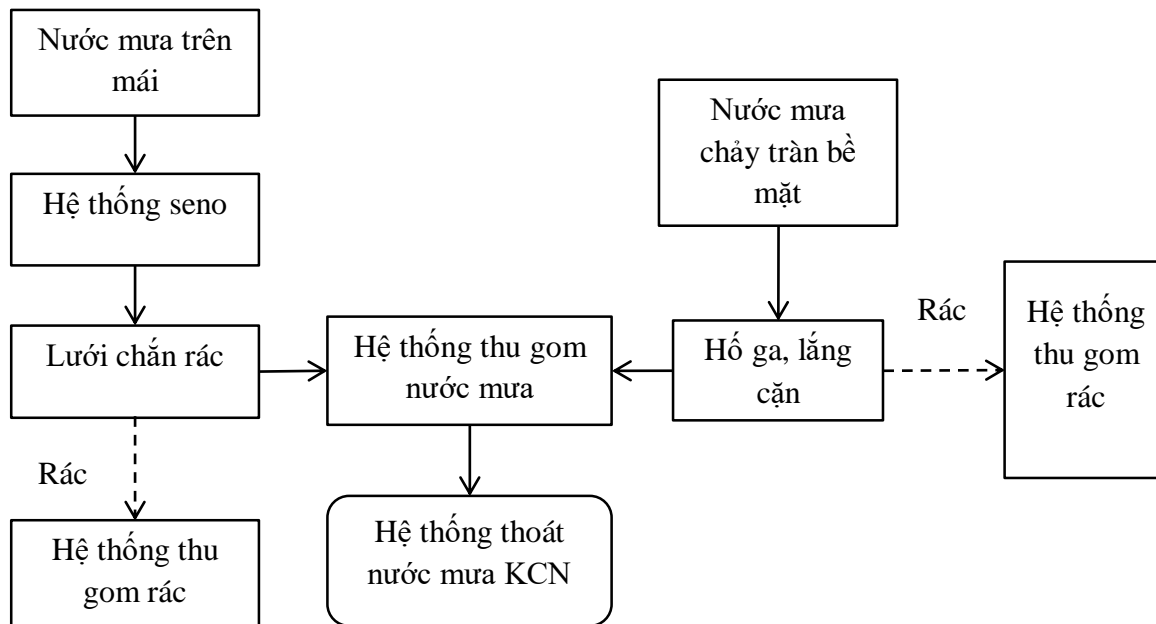 Nước mưa trên
mái
Hệ thống seno
Lưới chắn rác
Rác
Hệ thống thu
gom rác
Hệ thống thu gom
nước mưa
Hệ thống thoát
nước mưa KCN
Nước mưa
chảy tràn bề
mặt
Hố ga, lắng
cặn
Rác
Hệ thống
thu gom
rác